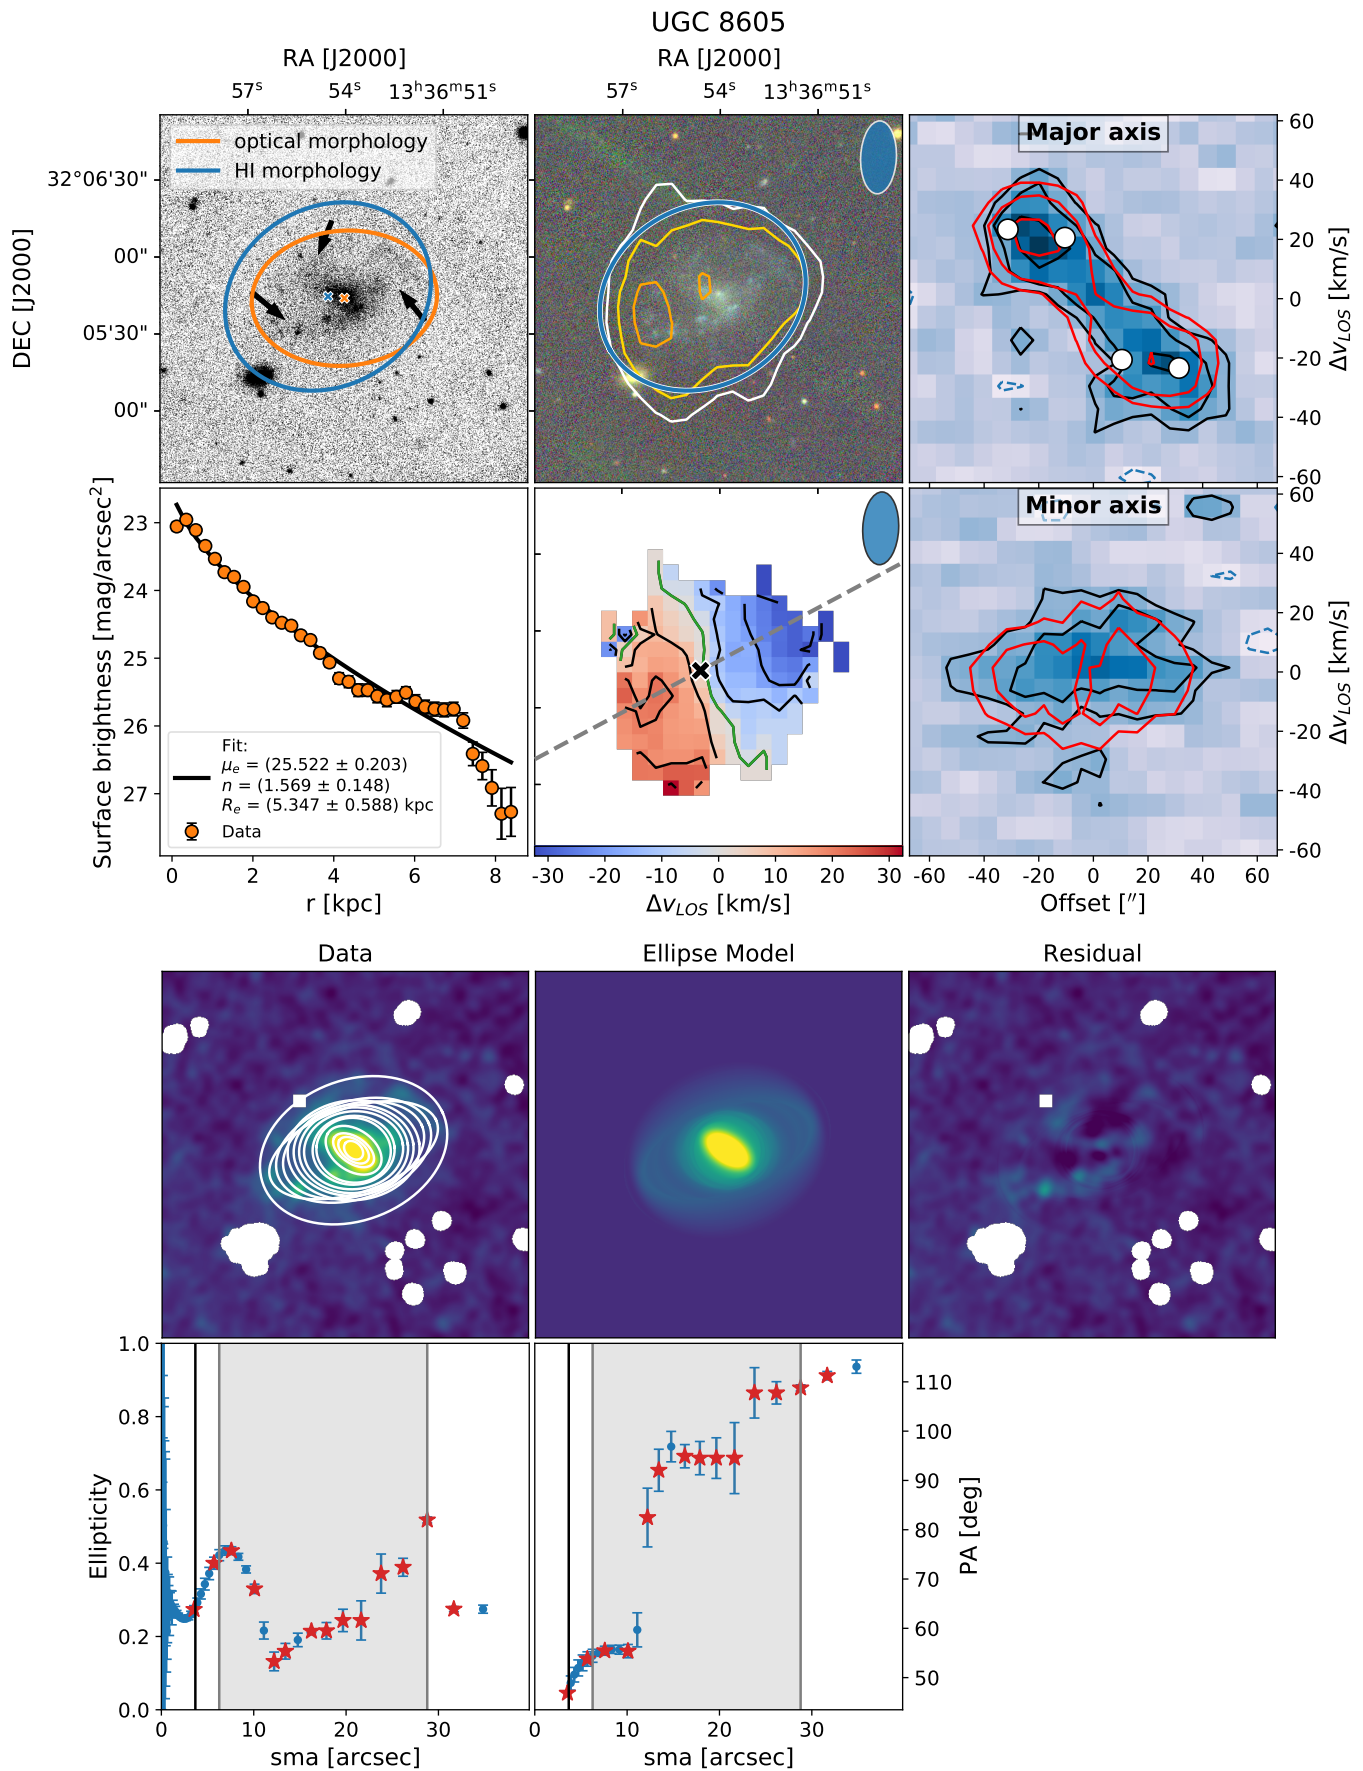 UGC 8605
RA [J2000]
RA [J2000]
57ˢ 54ˢ 13ʰ36ᵐ51ˢ
57ˢ 54ˢ 13ʰ36ᵐ51ˢ
optical morphology
HI morphology
DEC [J2000]
32°06'30"
00"
05'30"
00"
Major axis
60
40
20
0
-20
-40
-60
Δv_LOS [km/s]
Surface brightness [mag/arcsec²]
23
24
25
26
27
Fit:
μ_e = (25.522 ± 0.203)
n = (1.569 ± 0.148)
R_e = (5.347 ± 0.588) kpc
Data
0 2 4 6 8
r [kpc]
-30 -20 -10 0 10 20 30
Δv_LOS [km/s]
Minor axis
60
40
20
0
-20
-40
-60
Δv_LOS [km/s]
-60 -40 -20 0 20 40 60
Offset [″]
Data
Ellipse Model
Residual
Ellipticity
1.0
0.8
0.6
0.4
0.2
0.0
0 10 20 30
sma [arcsec]
0 10 20 30
sma [arcsec]
110
100
90
80
70
60
50
PA [deg]